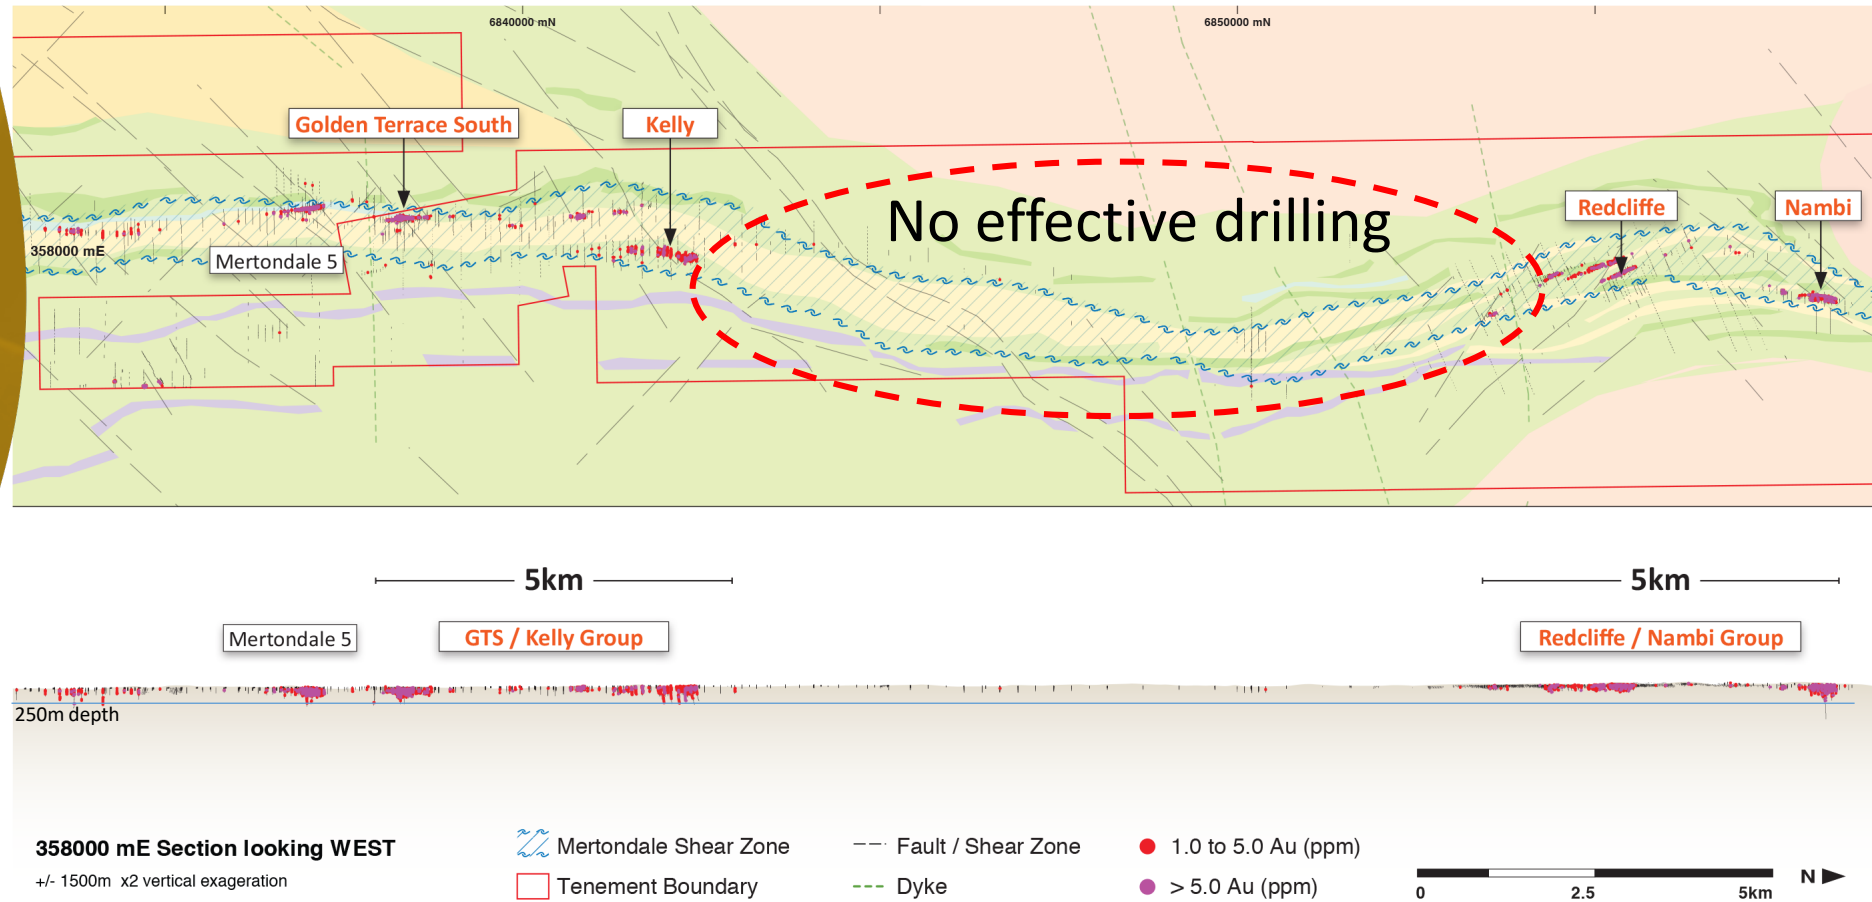 6840000 mN
6850000 mN
Golden Terrace South
Kelly
No effective drilling
Redcliffe
Nambi
358000 mE
Mertondale 5
5km
5km
Mertondale 5
GTS / Kelly Group
Redcliffe / Nambi Group
250m depth
358000 mE Section looking WEST
+/- 1500m x2 vertical exageration
Mertondale Shear Zone
Tenement Boundary
Fault / Shear Zone
Dyke
1.0 to 5.0 Au (ppm)
> 5.0 Au (ppm)
0 2.5 5km
N